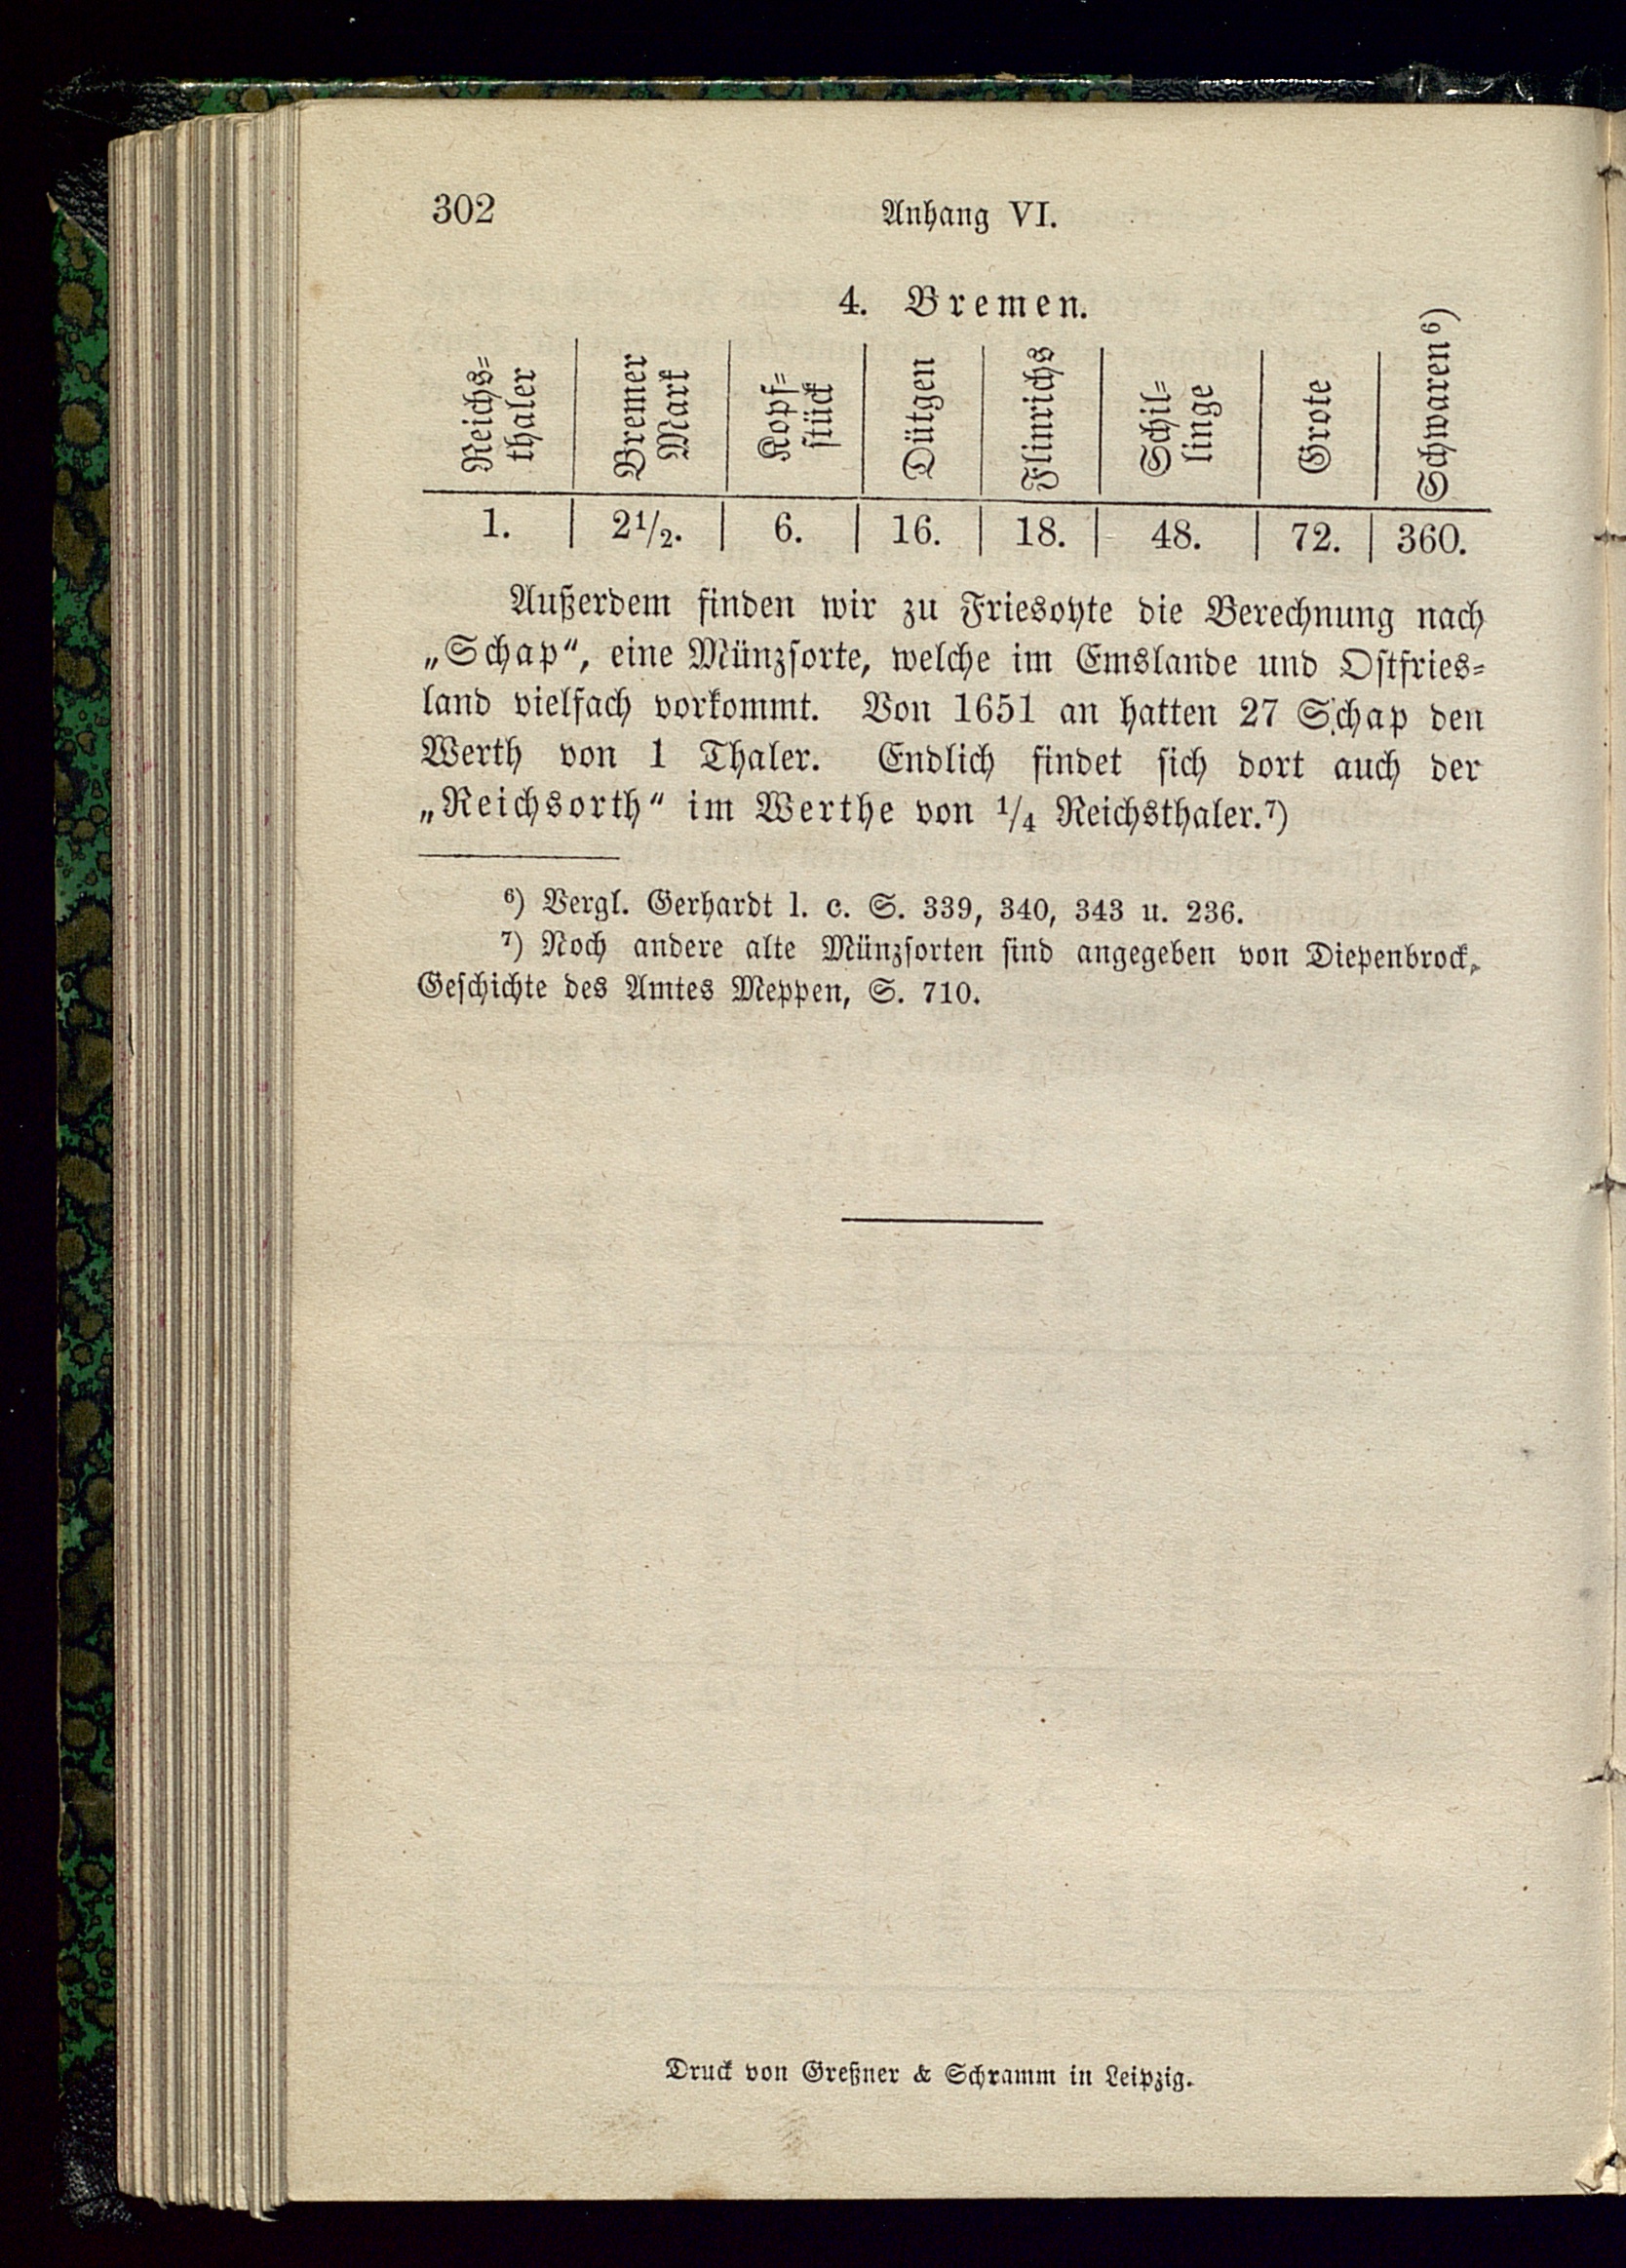 302
Anhang VI.
4. Bremen.
Reichs=
thaler
Bremer
Mark
Kopf=
stück
Dütgen
Flinrichs
Schil=
linge
Grote
Schwaren⁶)
1. | 2¹/₂. | 6. | 16. | 18. | 48. | 72. | 360.
Außerdem finden wir zu Friesoyte die Berechnung nach
„Schap“, eine Münzsorte, welche im Emslande und Ostfries=
land vielfach vorkommt. Von 1651 an hatten 27 Schap den
Werth von 1 Thaler. Endlich findet sich dort auch der
„Reichsorth“ im Werthe von ¹/₄ Reichsthaler.⁷)
⁶) Vergl. Gerhardt l. c. S. 339, 340, 343 u. 236.
⁷) Noch andere alte Münzsorten sind angegeben von Diepenbrock,
Geschichte des Amtes Meppen, S. 710.
Druck von Greßner & Schramm in Leipzig.